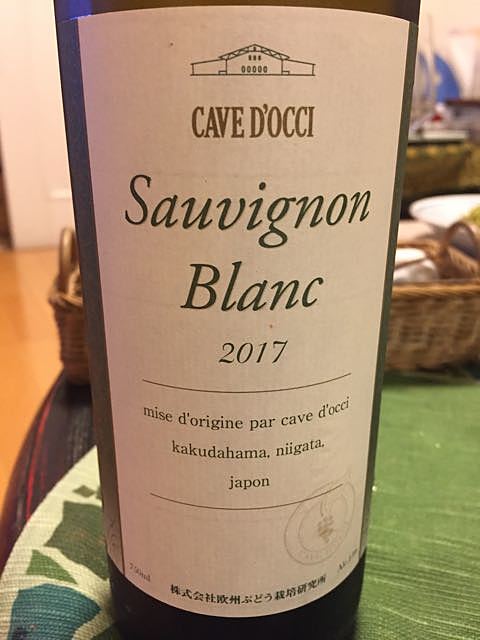 CAVE D'OCCI
Sauvignon
Blanc
2017
mise d'origine par cave d'occi
kakudahama, niigata,
japon
750ml
株式会社欧州ぶどう栽培研究所